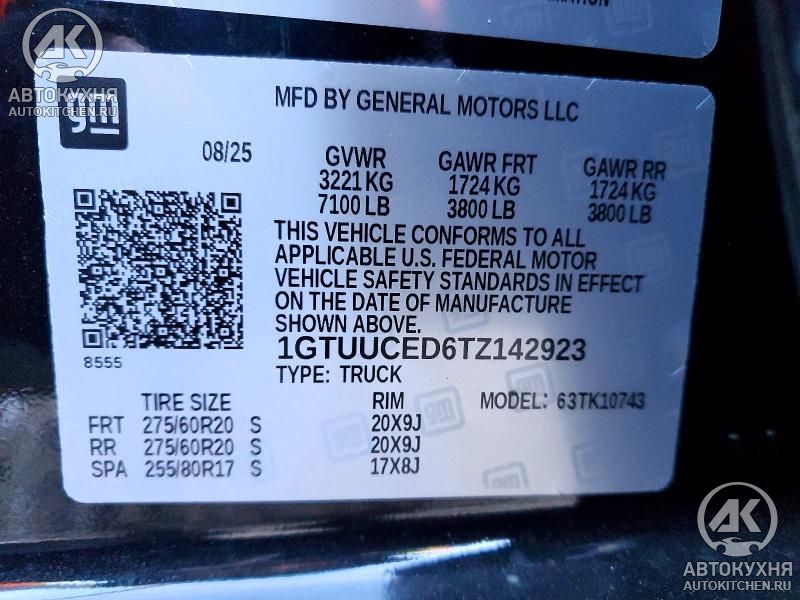 MATION
АВТОКУХНЯ
AUTOKITCHEN.RU
gm
MFD BY GENERAL MOTORS LLC
08/25
GVWR GAWR FRT GAWR RR
3221 KG 1724 KG 1724 KG
7100 LB 3800 LB 3800 LB
THIS VEHICLE CONFORMS TO ALL
APPLICABLE U.S. FEDERAL MOTOR
VEHICLE SAFETY STANDARDS IN EFFECT
ON THE DATE OF MANUFACTURE
SHOWN ABOVE.
8555
1GTUUCED6TZ142923
TYPE: TRUCK
TIRE SIZE RIM MODEL: 63TK10743
FRT 275/60R20 S 20X9J
RR 275/60R20 S 20X9J
SPA 255/80R17 S 17X8J
АК
АВТОКУХНЯ
AUTOKITCHEN.RU